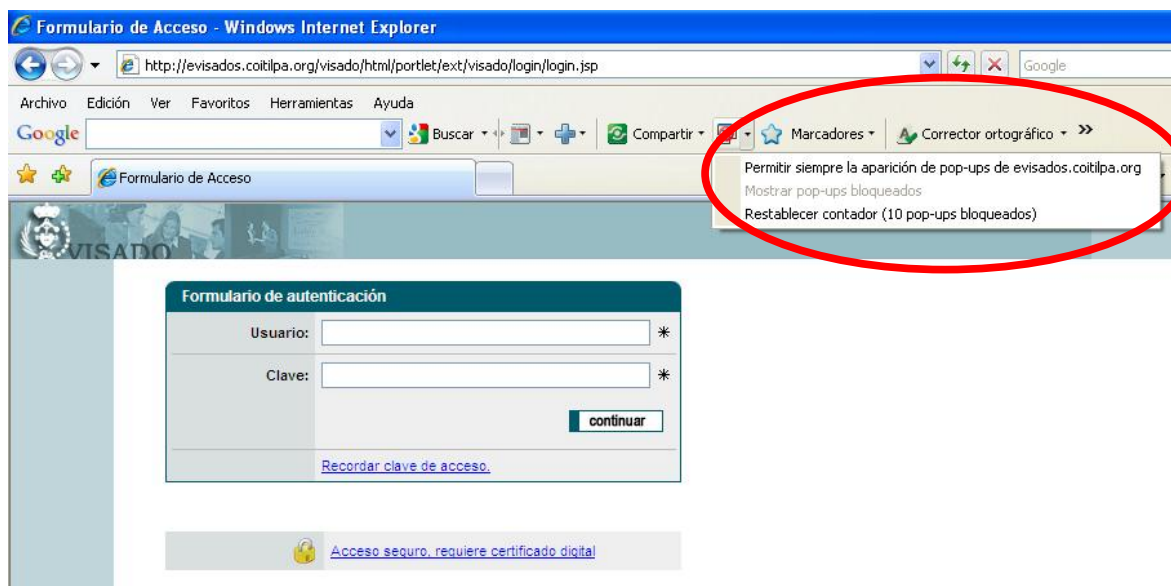 Formulario de Acceso - Windows Internet Explorer
http://evisados.coitilpa.org/visado/html/portlet/ext/visado/login/login.jsp
Google
Archivo Edición Ver Favoritos Herramientas Ayuda
Google Buscar Compartir Marcadores Corrector ortográfico »
Formulario de Acceso
Permitir siempre la aparición de pop-ups de evisados.coitilpa.org
Mostrar pop-ups bloqueados
Restablecer contador (10 pop-ups bloqueados)
VISADO
Formulario de autenticación
Usuario: *
Clave: *
continuar
Recordar clave de acceso.
Acceso seguro, requiere certificado digital